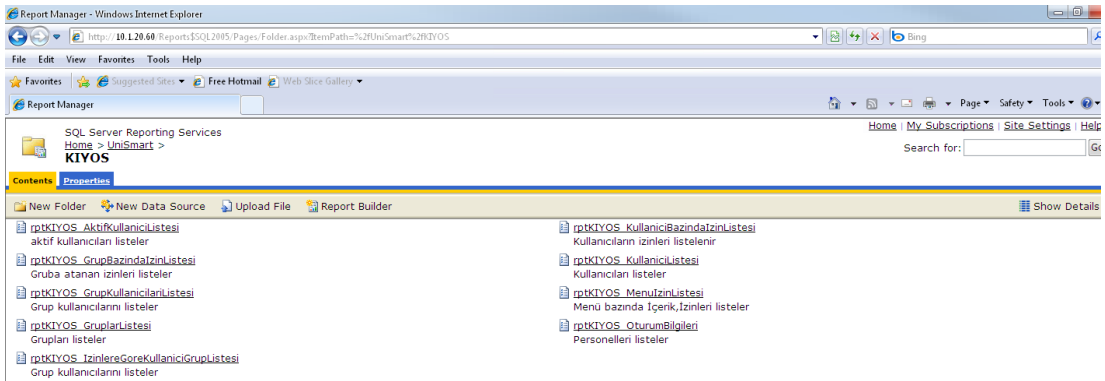 Report Manager - Windows Internet Explorer
http://10.1.20.60/Reports$SQL2005/Pages/Folder.aspx?ItemPath=%2fUniSmart%2fKIYOS
Bing
File Edit View Favorites Tools Help
Favorites Suggested Sites Free Hotmail Web Slice Gallery
Report Manager
Page Safety Tools
Home | My Subscriptions | Site Settings | Help
SQL Server Reporting Services
Home > UniSmart >
KIYOS
Search for: Go
Contents Properties
New Folder New Data Source Upload File Report Builder Show Details
rptKIYOS_AktifKullaniciListesi
aktif kullanıcıları listeler
rptKIYOS_GrupBazindaIzinListesi
Gruba atanan izinleri listeler
rptKIYOS_GrupKullanicilariListesi
Grup kullanıcılarını listeler
rptKIYOS_GruplarListesi
Grupları listeler
rptKIYOS_IzinlereGoreKullaniciGrupListesi
Grup kullanıcılarını listeler
rptKIYOS_KullaniciBazindaIzinListesi
Kullanıcıların izinleri listelenir
rptKIYOS_KullaniciListesi
Kullanıcıları listeler
rptKIYOS_MenuIzinListesi
Menü bazında İçerik,İzinleri listeler
rptKIYOS_OturumBilgileri
Personelleri listeler